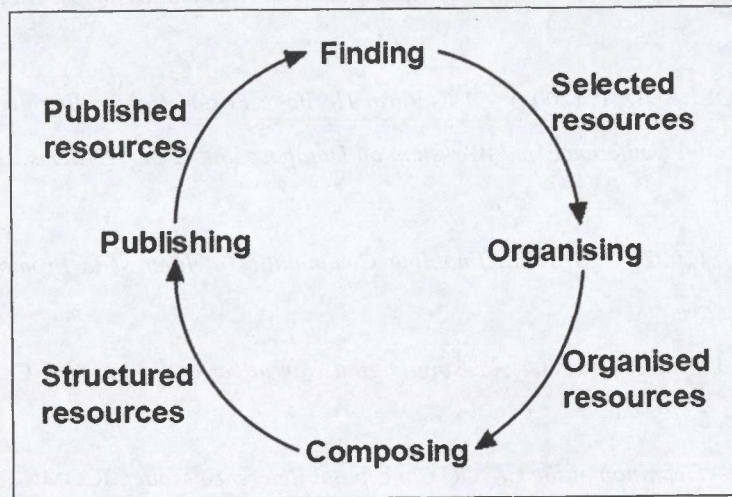 Finding
Selected
resources
Organising
Organised
resources
Composing
Structured
resources
Publishing
Published
resources